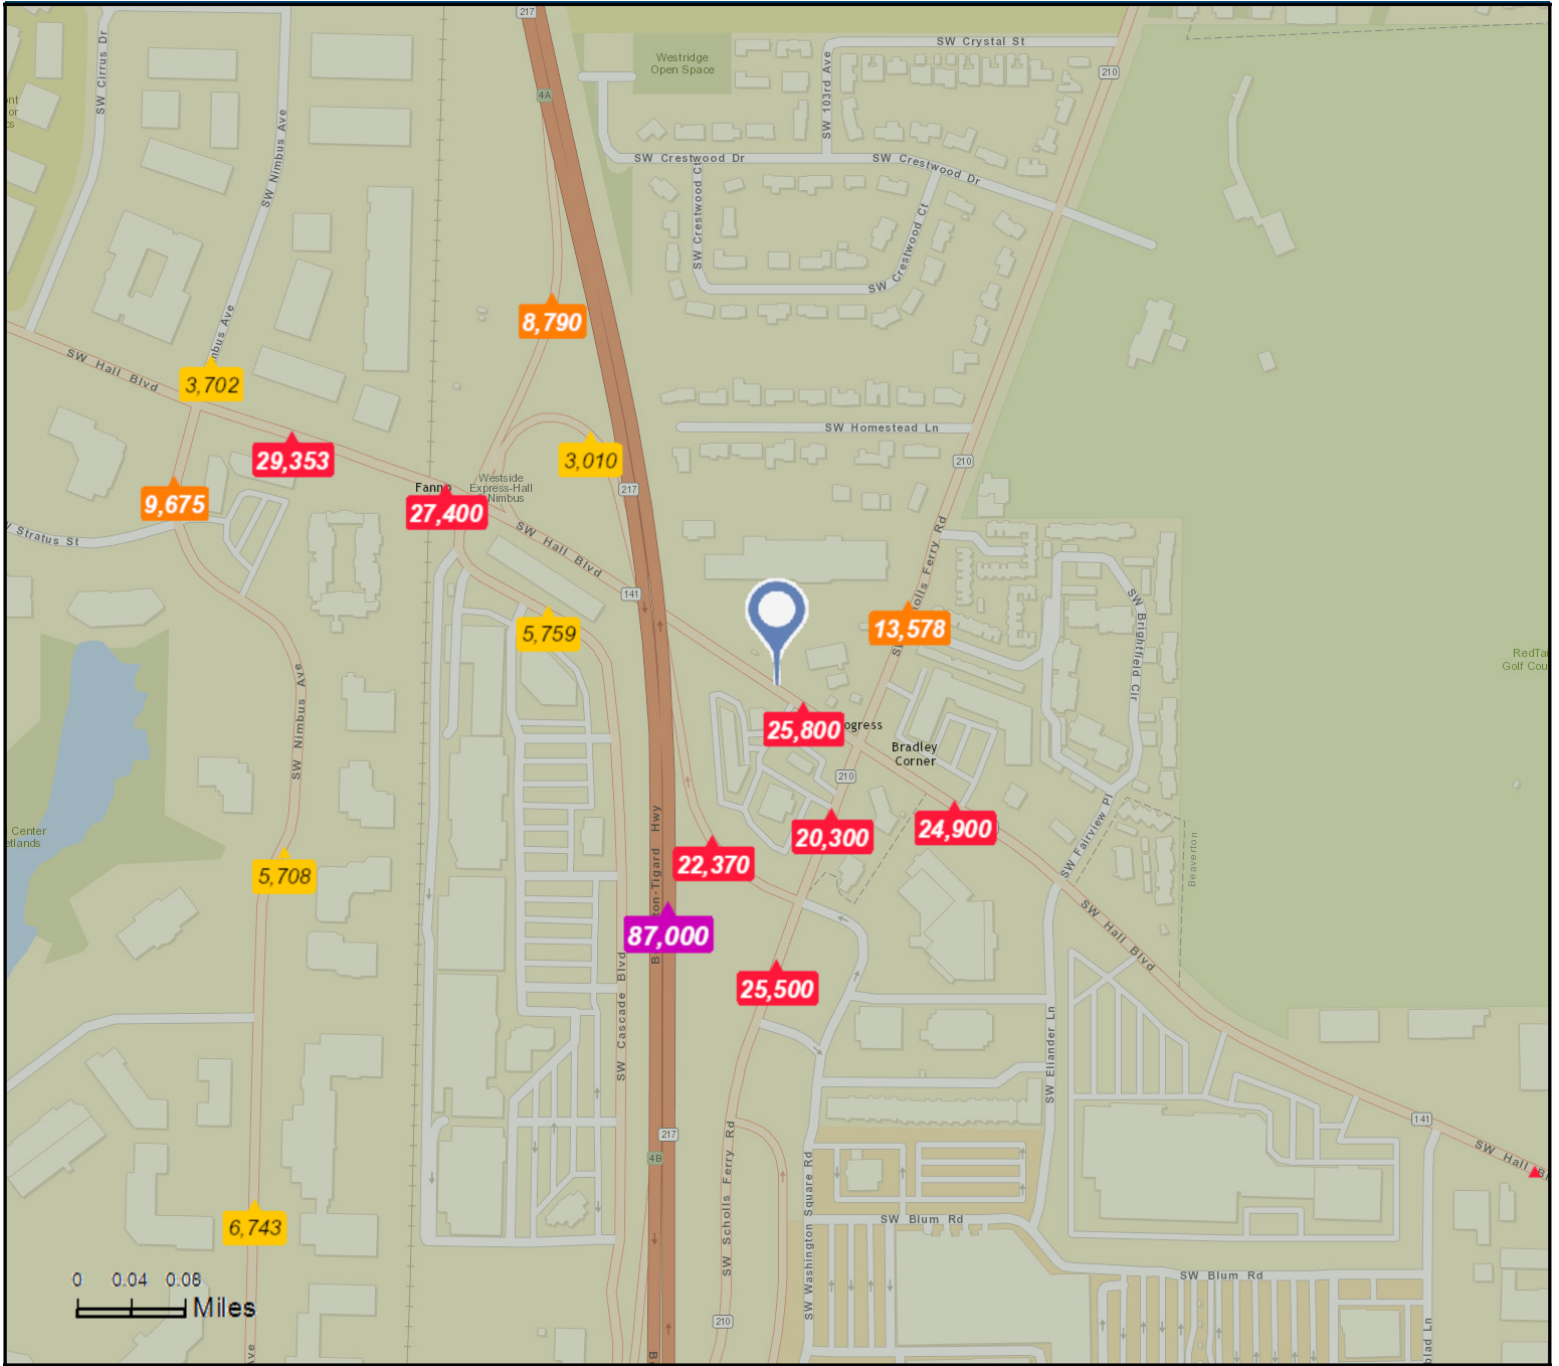 217
SW Crystal St
Westridge
Open Space
SW Cirrus Dr
SW 103rd Ave
210
4A
SW Nimbus Ave
SW Crestwood Dr
SW Crestwood Dr
SW Crestwood Ct
SW Crestwood Ct
8,790
SW Hall Blvd
3,702
SW Homestead Ln
29,353
3,010
210
Westside
Express-Hall
Nimbus
217
9,675
27,400
Stratus St
SW Hall Blvd
141
SW Brightfield Cir
5,759
13,578
Golf
SW Nimbus Ave
25,800
Bradley
Corner
210
20,300
24,900
22,370
SW Fairview Pl
Beaverton
Center
5,708
87,000
Hwy
SW Hall Blvd
25,500
SW Cascade Blvd
SW Ellander Ln
141
217
4B
SW Hall
SW Scholls Ferry Rd
SW Washington Square Rd
6,743
SW Blum Rd
SW Blum Rd
0 0.04 0.08
Miles
210